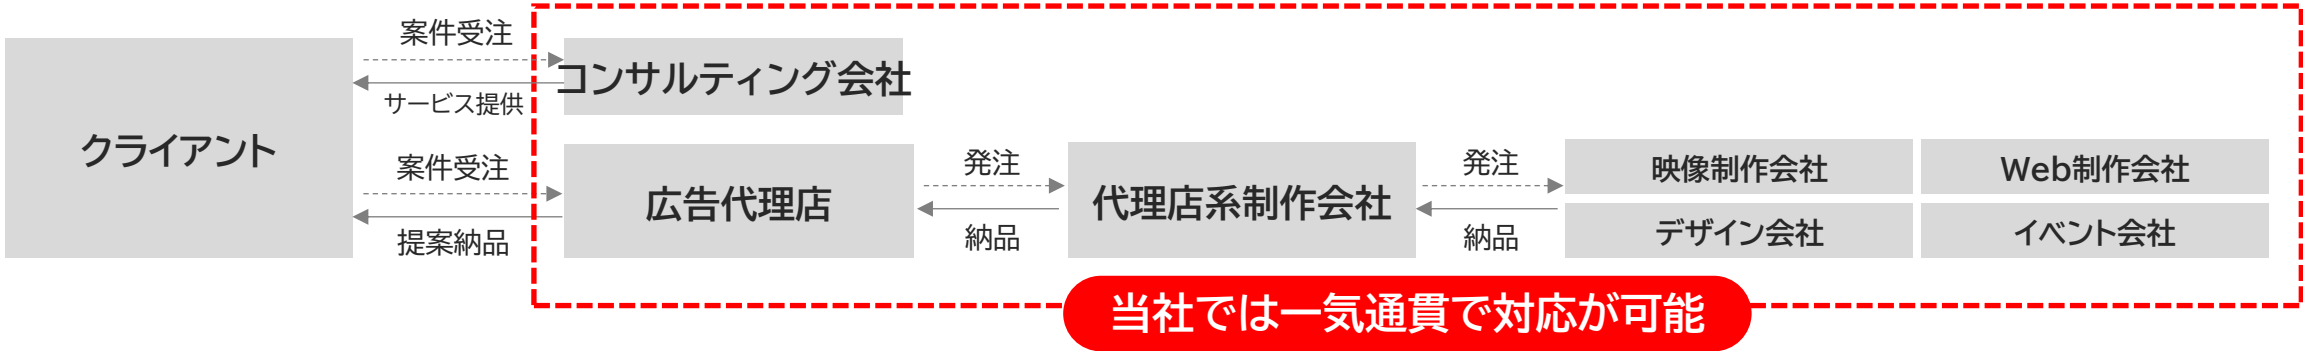 案件受注
コンサルティング会社
サービス提供
クライアント
案件受注
広告代理店
提案納品
発注
代理店系制作会社
納品
発注
納品
映像制作会社
Web制作会社
デザイン会社
イベント会社
当社では一気通貫で対応が可能